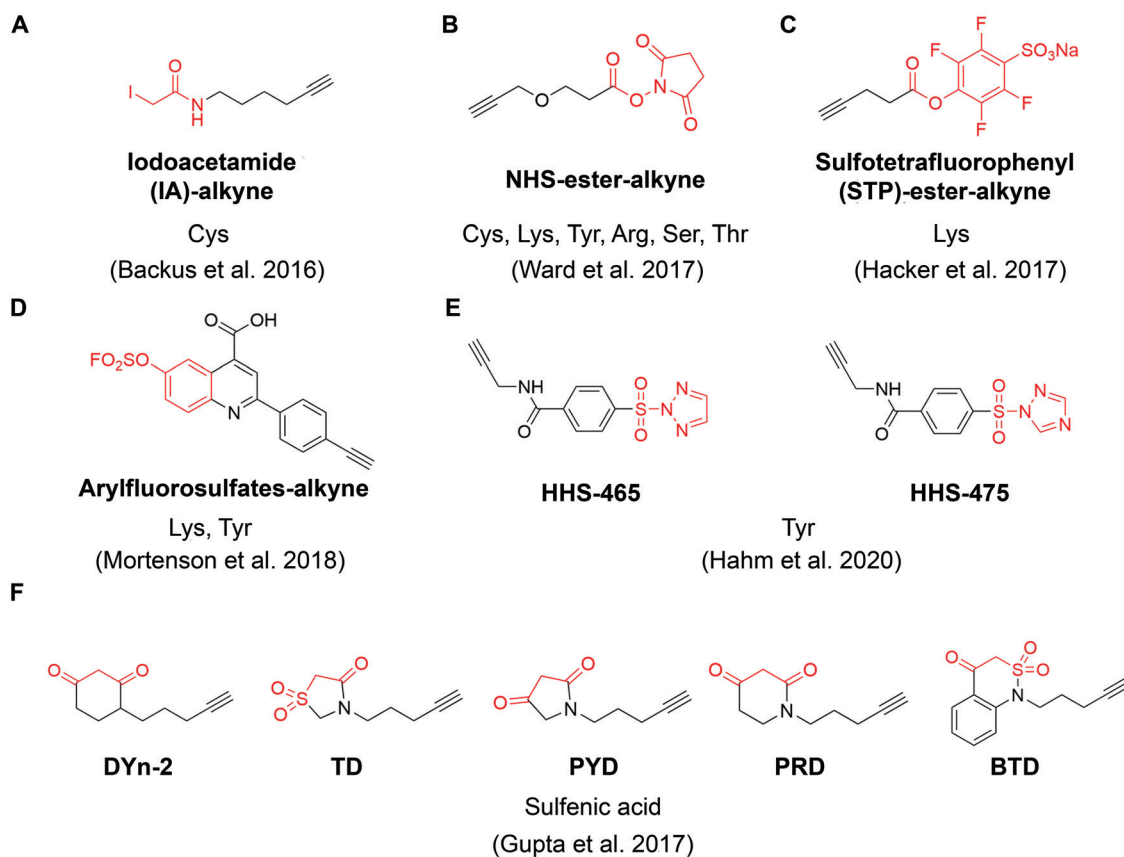 A
B
C
O
I
N
H
O
O
O
N
O
O
O
O
F
F
F
F
SO3Na
Iodoacetamide
(IA)-alkyne
NHS-ester-alkyne
Sulfotetrafluorophenyl
(STP)-ester-alkyne
Cys
(Backus et al. 2016)
Cys, Lys, Tyr, Arg, Ser, Thr
(Ward et al. 2017)
Lys
(Hacker et al. 2017)
D
E
O
OH
FO2SO
N
NH
O
O
S
O
N
N
N
NH
O
O
S
O
N
N
N
Arylfluorosulfates-alkyne
HHS-465
HHS-475
Lys, Tyr
(Mortenson et al. 2018)
Tyr
(Hahm et al. 2020)
F
O
O
O
O
S
O
N
O
O
N
O
O
N
O
O
S
O
N
DYn-2
TD
PYD
PRD
BTD
Sulfenic acid
(Gupta et al. 2017)